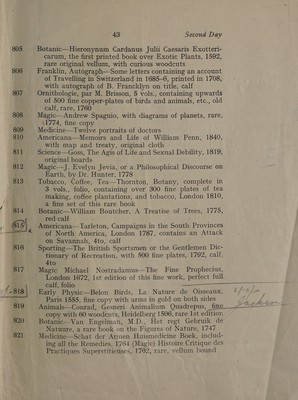 43 Second Day
805 Botanic—Hieronynum Cardanus Julii Caesaris Exotteri-
carum, the first printed book over Exotic Plants, 1592,
rare original vellum, with curious woodcuts
806 Franklin, Autograph—Some letters containing an account
of Travelling in Switzerland in 1685-6, printed in 1708,
with autograph of B. Francklyn on title, calf
807 Ornithologie, par M. Brisson, 5 vols., containing upwards
of 500 fine copper-plates of birds and animals, etc., old
calf, rare, 1760
808 Magic—Andrew Spagnio, with diagrams of planets, rare,
1774, fine copy
809 Medicine—Twelve portraits of doctors
810 Americana—Memoirs and Life of William Penn, 1840,
with map and treaty, original cloth
811 Science—Goss, The Agis of Life and Serenal Debility, 1819,
original boards
812 Magic—J. Evelyn Jevia, or a Philosophical Discourse on
Earth, by Dr. Hunter, 1778
813 Tobacco, Coffee, Tea—Thornton, Botany, complete in
3 vols., folio, containing over 300 fine plates of tea
making, coffee plantations, and tobacco, London 1810,
a fine set of this rare book
814 Botanic—William Boutcher, A Treatise of Trees, 1778,
red calf
815 Americana—Tarleton, Campaigns in the South Provinces
of North America, London 1787, contains an Attack
on Savannah, 4to, calf
816 Sporting—The British Sportsmen or the Gentlemen Dic-
tionary of Recreation, with 800 fine plates, 1792, calf,
4to
817 Magic Michael Nostradamus—The Fine Prophecius,
London 1672, 1st edition of this fine work, perfect full
calf, folio
818 Early Physic—Belon Birds, La Nature de Oisseaux,
Paris 1555, fine copy with arms in gold on both sides
819 Animals—Conrad, Gesneri Animalium Quadrepus, fine
copy with 60 woodcuts, Heidelberg 1606, rare 1st edition
820 Botanic—Van Engelman, M.D., Het regt Gebruik de
Natwure, a rare book on the Figures of Nature, 1747
821 Medicine—Schat der Armen Huismedicine Boek, includ-
ing all the Remedies, 1764 (Magic) Histoire Critique des
Practiques Superstitienses, 1762, rare, vellum bound